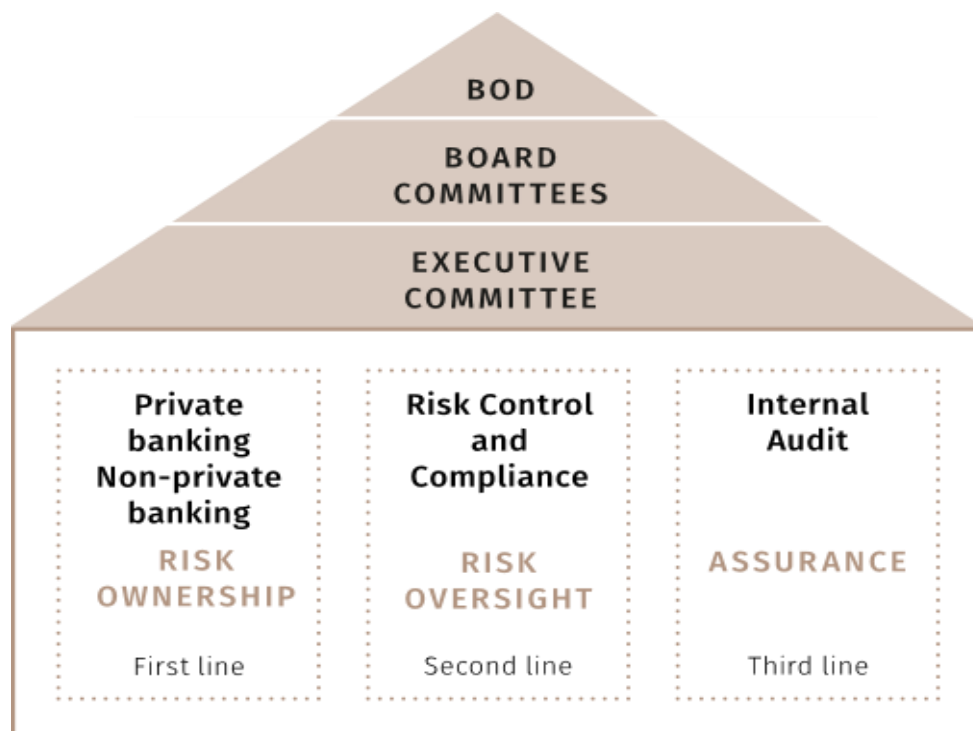 BOD
BOARD
COMMITTEES
EXECUTIVE
COMMITTEE
Private
banking
Non-private
banking
RISK
OWNERSHIP
First line
Risk Control
and
Compliance
RISK
OVERSIGHT
Second line
Internal
Audit
ASSURANCE
Third line